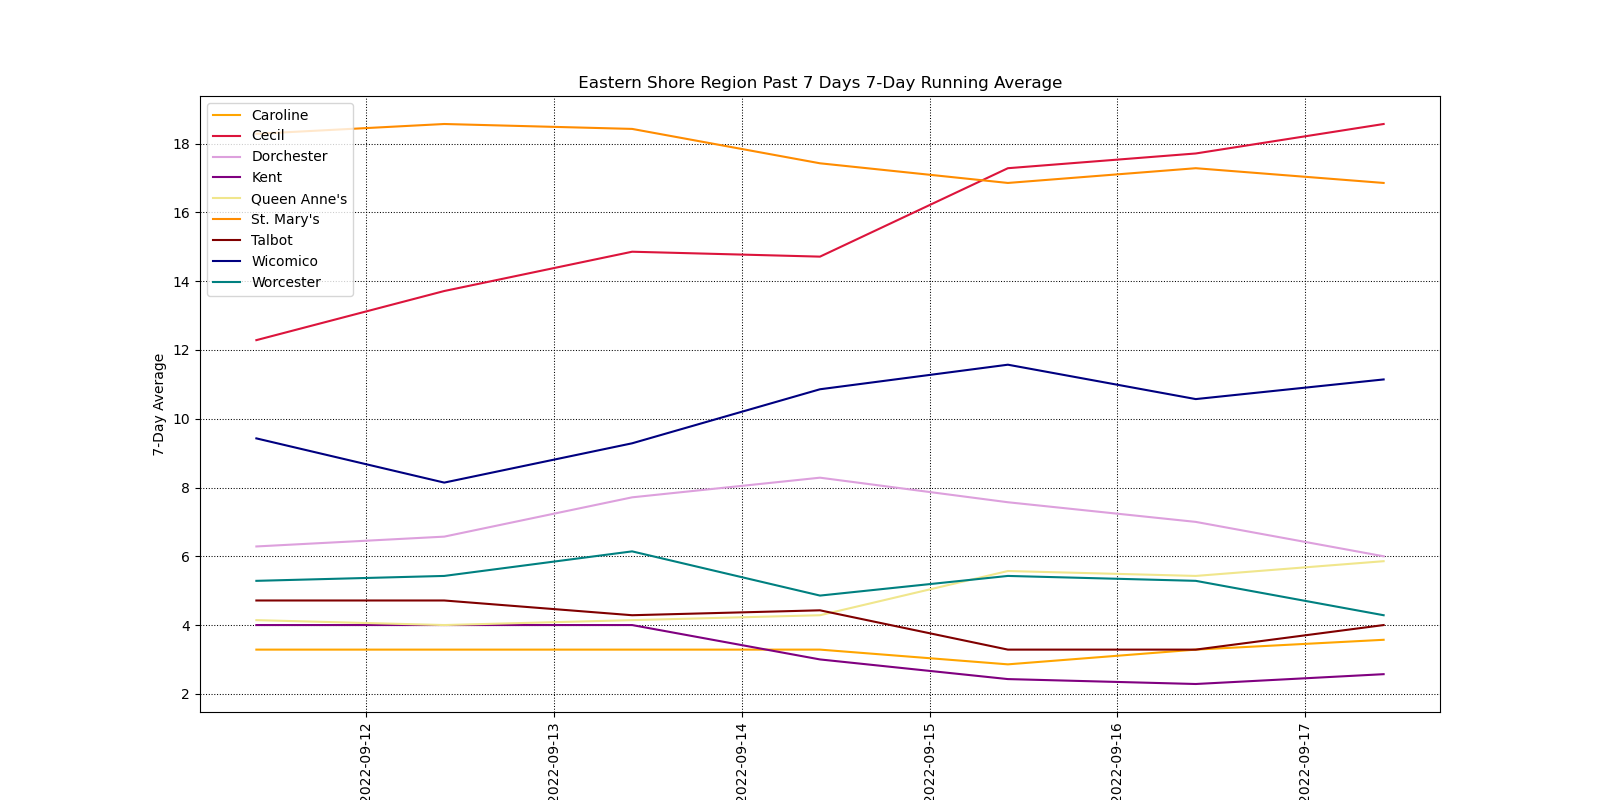 Eastern Shore Region Past 7 Days 7-Day Running Average
Caroline
Cecil
Dorchester
Kent
Queen Anne's
St. Mary's
Talbot
Wicomico
Worcester
7-Day Average
18
16
14
12
10
8
6
4
2
2022-09-12
2022-09-13
2022-09-14
2022-09-15
2022-09-16
2022-09-17